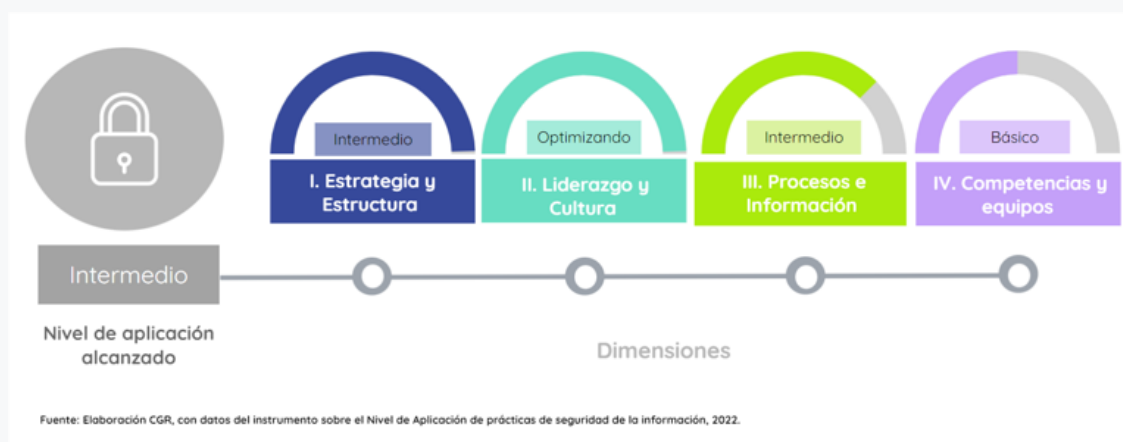 Intermedio
Optimizando
Intermedio
Básico
I. Estrategia y
Estructura
II. Liderazgo y
Cultura
III. Procesos e
Información
IV. Competencias y
equipos
Intermedio
Nivel de aplicación
alcanzado
Dimensiones
Fuente: Elaboración CGR, con datos del instrumento sobre el Nivel de Aplicación de prácticas de seguridad de la información, 2022.